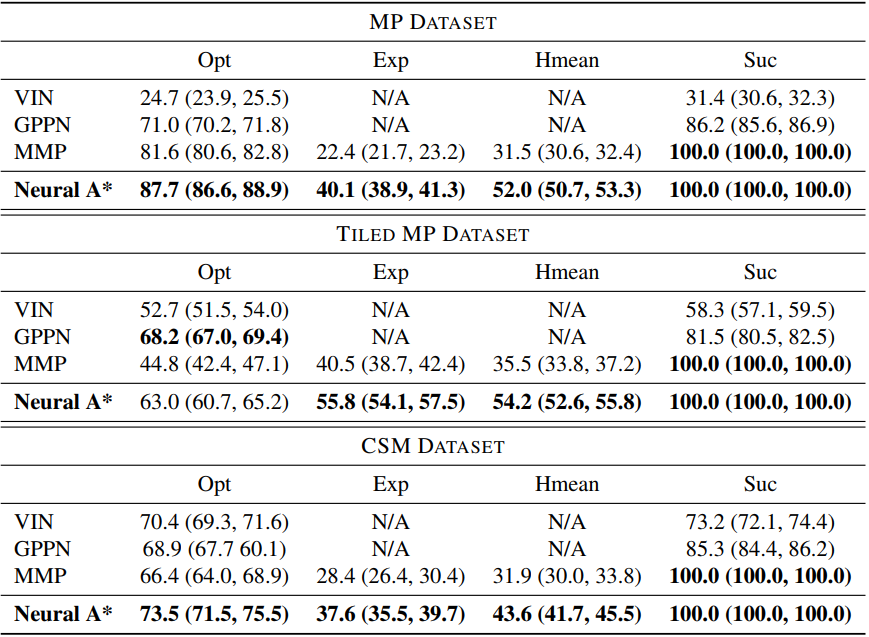 MP DATASET
Opt Exp Hmean Suc
VIN 24.7 (23.9, 25.5) N/A N/A 31.4 (30.6, 32.3)
GPPN 71.0 (70.2, 71.8) N/A N/A 86.2 (85.6, 86.9)
MMP 81.6 (80.6, 82.8) 22.4 (21.7, 23.2) 31.5 (30.6, 32.4) 100.0 (100.0, 100.0)
Neural A* 87.7 (86.6, 88.9) 40.1 (38.9, 41.3) 52.0 (50.7, 53.3) 100.0 (100.0, 100.0)
TILED MP DATASET
Opt Exp Hmean Suc
VIN 52.7 (51.5, 54.0) N/A N/A 58.3 (57.1, 59.5)
GPPN 68.2 (67.0, 69.4) N/A N/A 81.5 (80.5, 82.5)
MMP 44.8 (42.4, 47.1) 40.5 (38.7, 42.4) 35.5 (33.8, 37.2) 100.0 (100.0, 100.0)
Neural A* 63.0 (60.7, 65.2) 55.8 (54.1, 57.5) 54.2 (52.6, 55.8) 100.0 (100.0, 100.0)
CSM DATASET
Opt Exp Hmean Suc
VIN 70.4 (69.3, 71.6) N/A N/A 73.2 (72.1, 74.4)
GPPN 68.9 (67.7 60.1) N/A N/A 85.3 (84.4, 86.2)
MMP 66.4 (64.0, 68.9) 28.4 (26.4, 30.4) 31.9 (30.0, 33.8) 100.0 (100.0, 100.0)
Neural A* 73.5 (71.5, 75.5) 37.6 (35.5, 39.7) 43.6 (41.7, 45.5) 100.0 (100.0, 100.0)